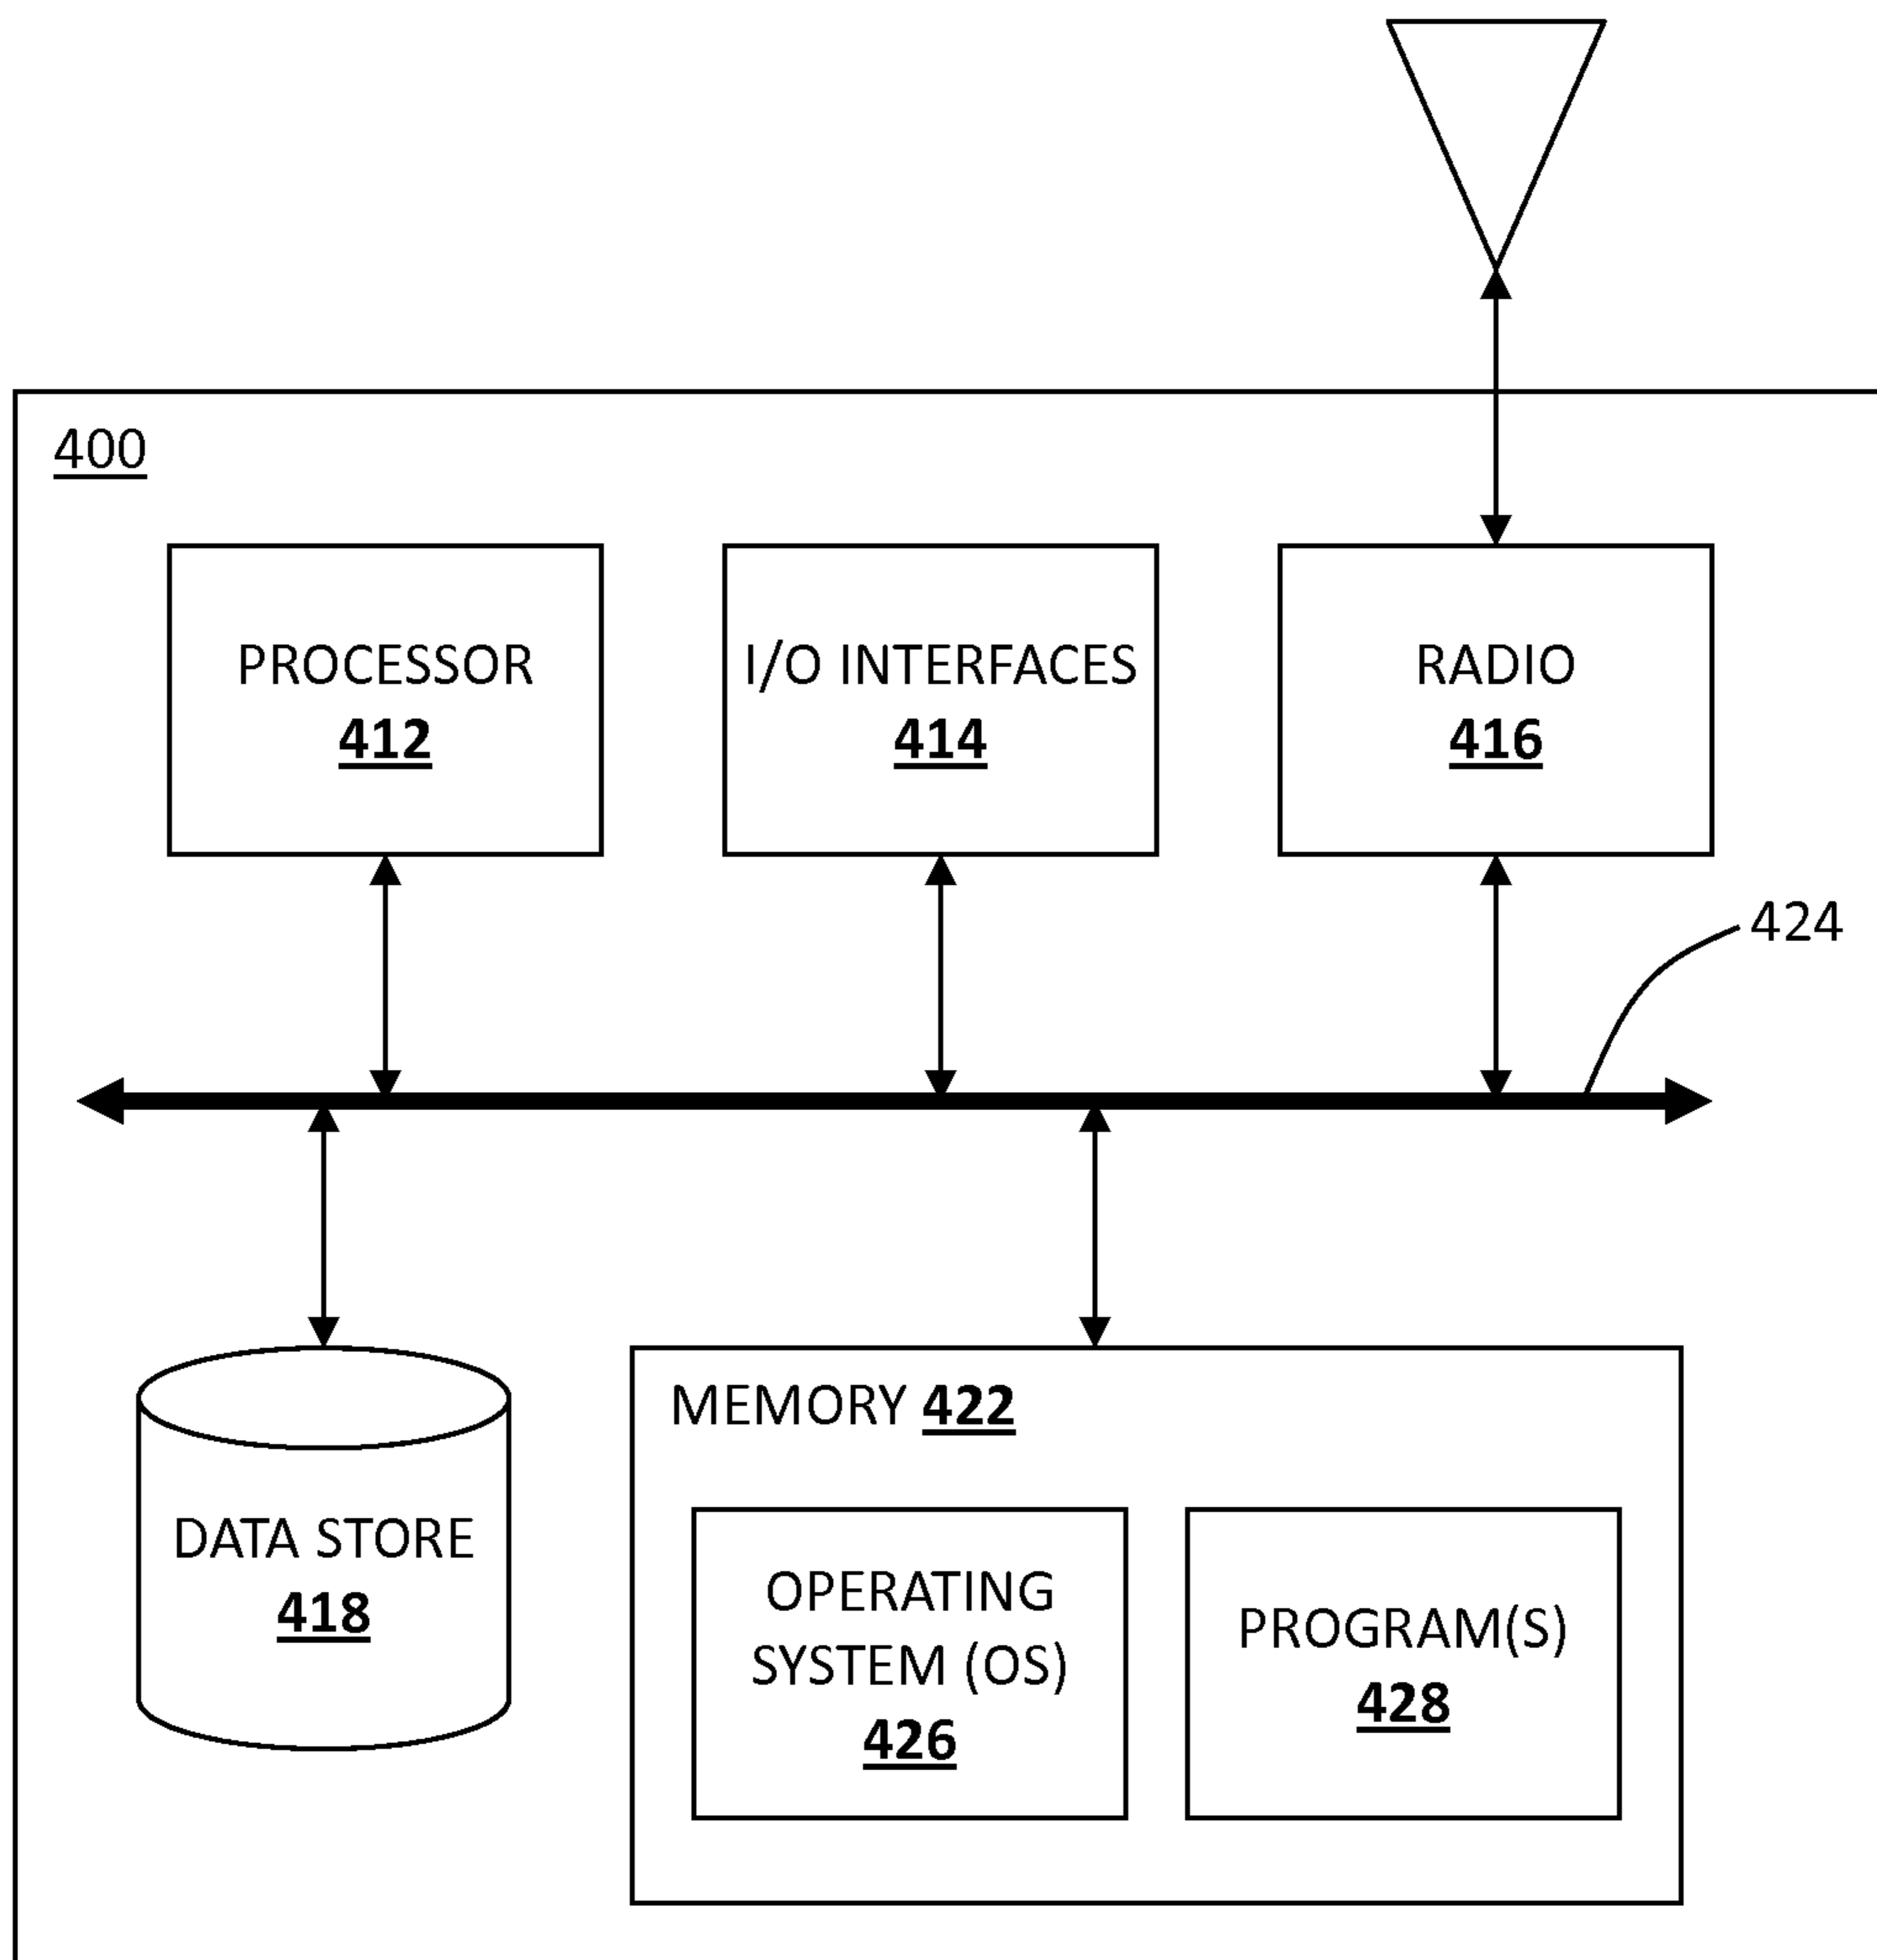 400
PROCESSOR
412
I/O INTERFACES
414
RADIO
416
424
DATA STORE
418
MEMORY 422
OPERATING
SYSTEM (OS)
426
PROGRAM(S)
428